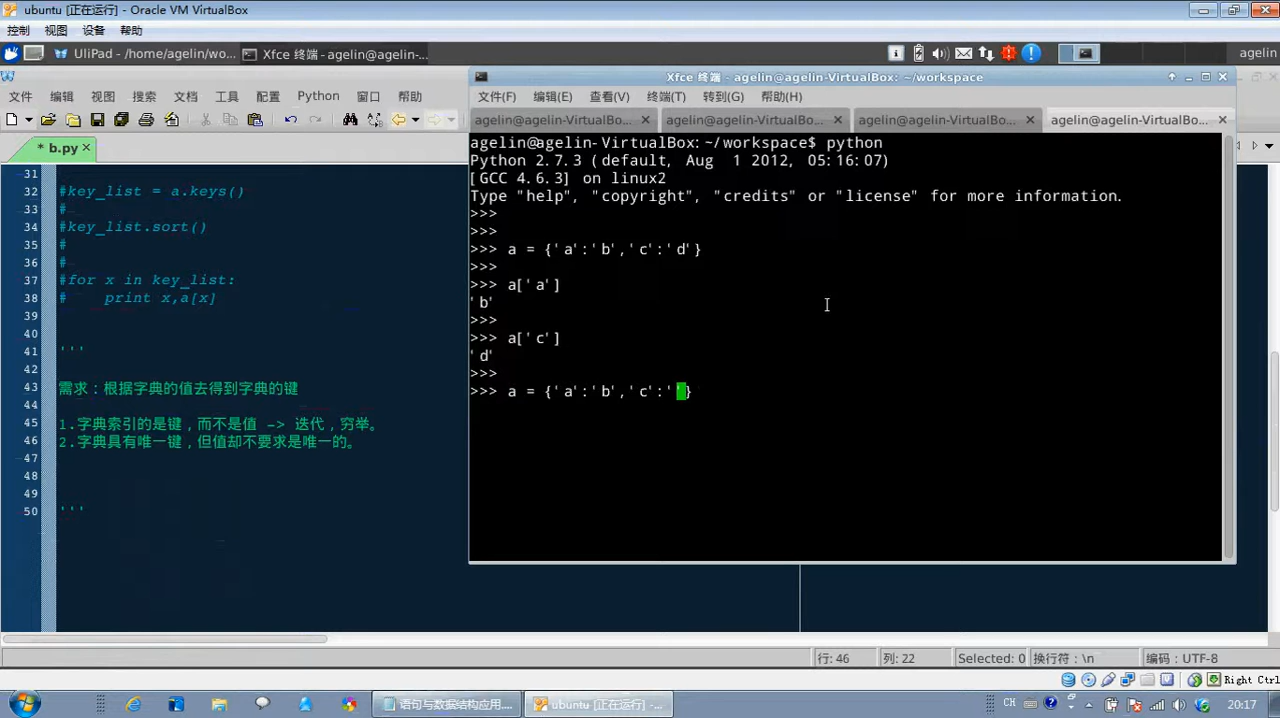 ubuntu [正在运行] - Oracle VM VirtualBox
控制 视图 设备 帮助
UliPad - /home/agelin/wo... Xfce 终端 - agelin@agelin-... agelin
Xfce 终端 - agelin@agelin-VirtualBox: ~/workspace
文件 编辑 视图 搜索 文档 工具 配置 Python 窗口 帮助
文件(F) 编辑(E) 查看(V) 终端(T) 转到(G) 帮助(H)
agelin@agelin-VirtualBo... agelin@agelin-VirtualBo... agelin@agelin-VirtualBo... agelin@agelin-VirtualBo...
* b.py
31
32 #key_list = a.keys()
33 #
34 #key_list.sort()
35 #
36 #
37 #for x in key_list:
38 #    print x,a[x]
39
40
41 '''
42
43 需求：根据字典的值去得到字典的键
44
45 1.字典索引的是键，而不是值 -> 迭代，穷举。
46 2.字典具有唯一键，但值却不要求是唯一的。
47
48
49
50 '''
agelin@agelin-VirtualBox:~/workspace$ python
Python 2.7.3 (default, Aug  1 2012, 05:16:07)
[GCC 4.6.3] on linux2
Type "help", "copyright", "credits" or "license" for more information.
>>>
>>>
>>> a = {'a':'b','c':'d'}
>>>
>>> a['a']
'b'
>>>
>>> a['c']
'd'
>>>
>>> a = {'a':'b','c':''}
行: 46 列: 22 Selected: 0 换行符：\n 编码：UTF-8
Right Ctrl
语句与数据结构应用.... ubuntu [正在运行] -... CH 20:17